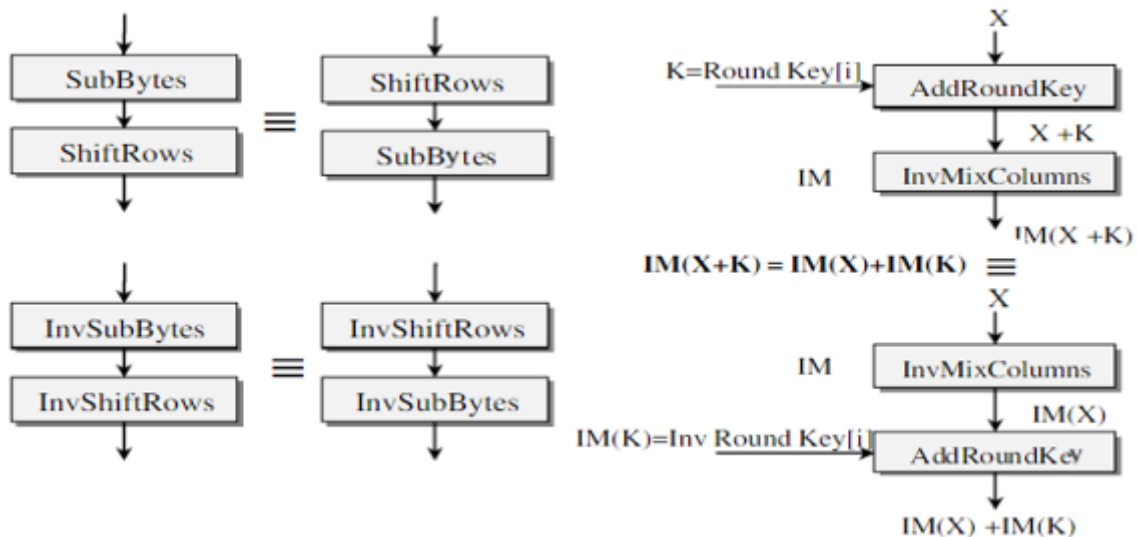 SubBytes
ShiftRows
≡
ShiftRows
SubBytes
InvSubBytes
InvShiftRows
≡
InvShiftRows
InvSubBytes
X
K=Round Key[i]
AddRoundKey
X +K
IM
InvMixColumns
IM(X +K)
IM(X+K) = IM(X)+IM(K) ≡
X
IM
InvMixColumns
IM(X)
IM(K)=Inv Round Key[i]
AddRoundKey
IM(X) +IM(K)